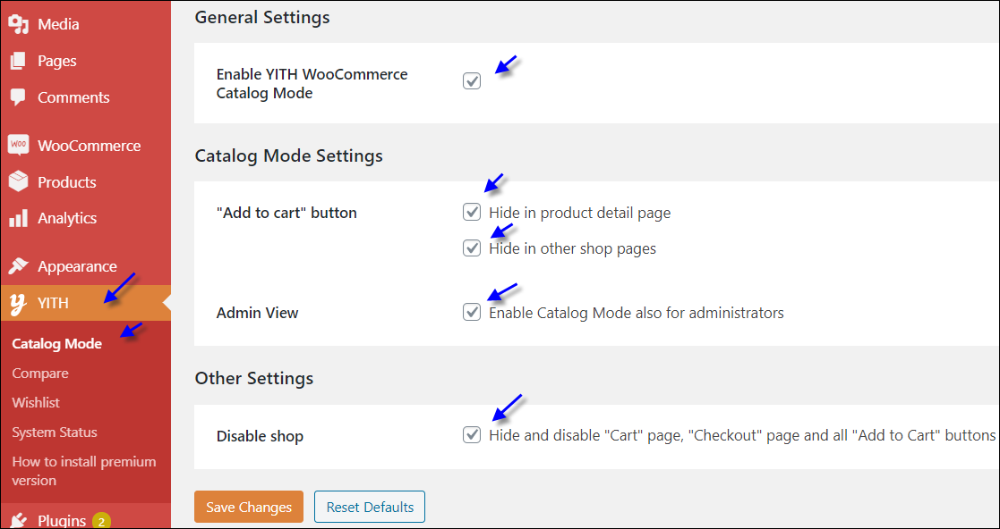 Media
Pages
Comments
Woo WooCommerce
Products
Analytics
Appearance
y YITH
Catalog Mode
Compare
Wishlist
System Status
How to install premium
version
Plugins 2
General Settings
Enable YITH WooCommerce
Catalog Mode
Catalog Mode Settings
"Add to cart" button
Hide in product detail page
Hide in other shop pages
Admin View
Enable Catalog Mode also for administrators
Other Settings
Disable shop
Hide and disable "Cart" page, "Checkout" page and all "Add to Cart" buttons
Save Changes
Reset Defaults